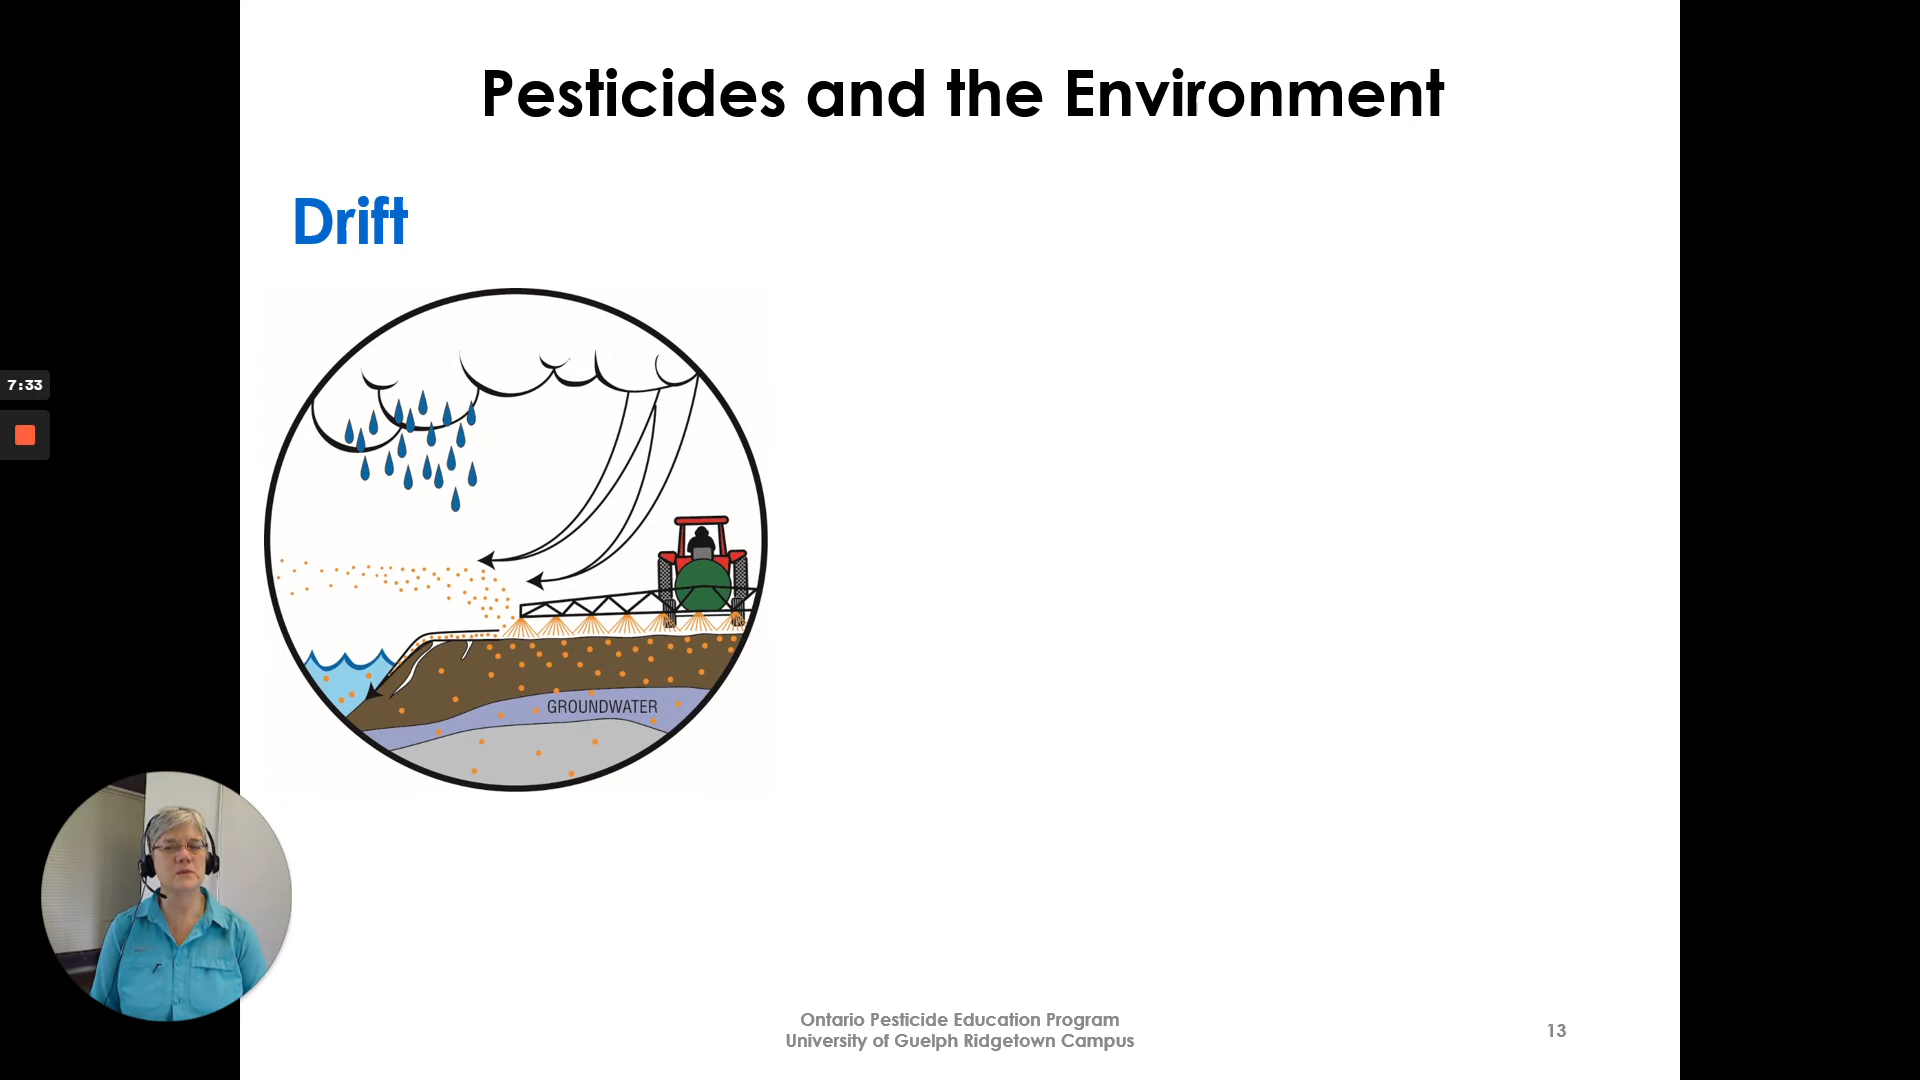 Pesticides and the Environment
Drift
7:33
GROUNDWATER
Ontario Pesticide Education Program
University of Guelph Ridgetown Campus
13